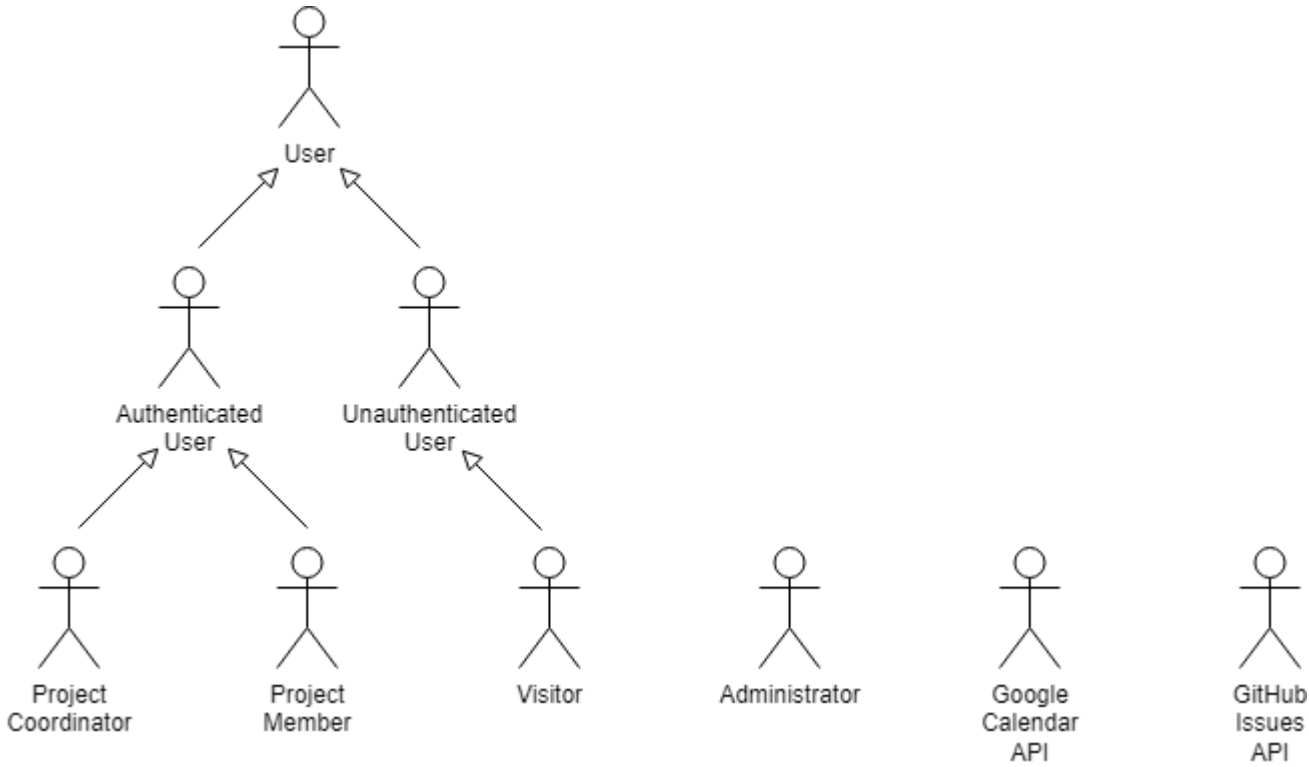 User
Authenticated
User
Unauthenticated
User
Project
Coordinator
Project
Member
Visitor
Administrator
Google
Calendar
API
GitHub
Issues
API